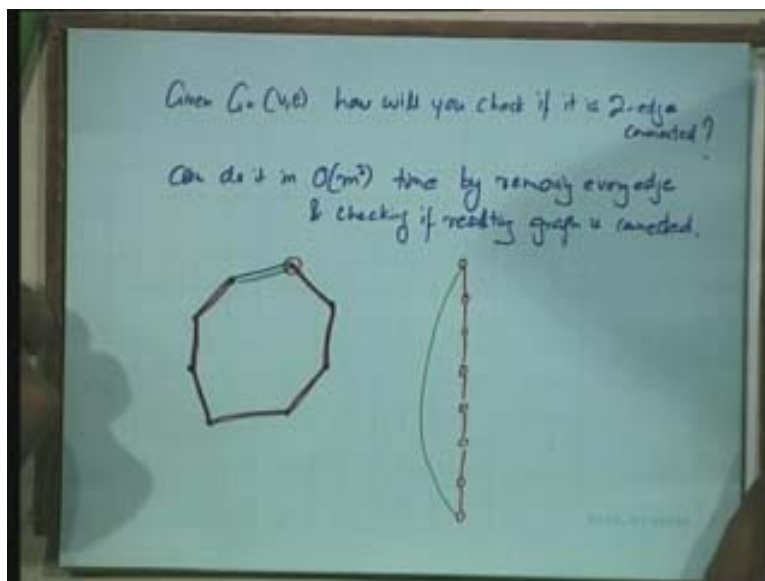 Given G=(V,E) how will you check if it is 2-edge
connected?
Can do it in O(m²) time by removing every edge
& checking if resulting graph is connected.